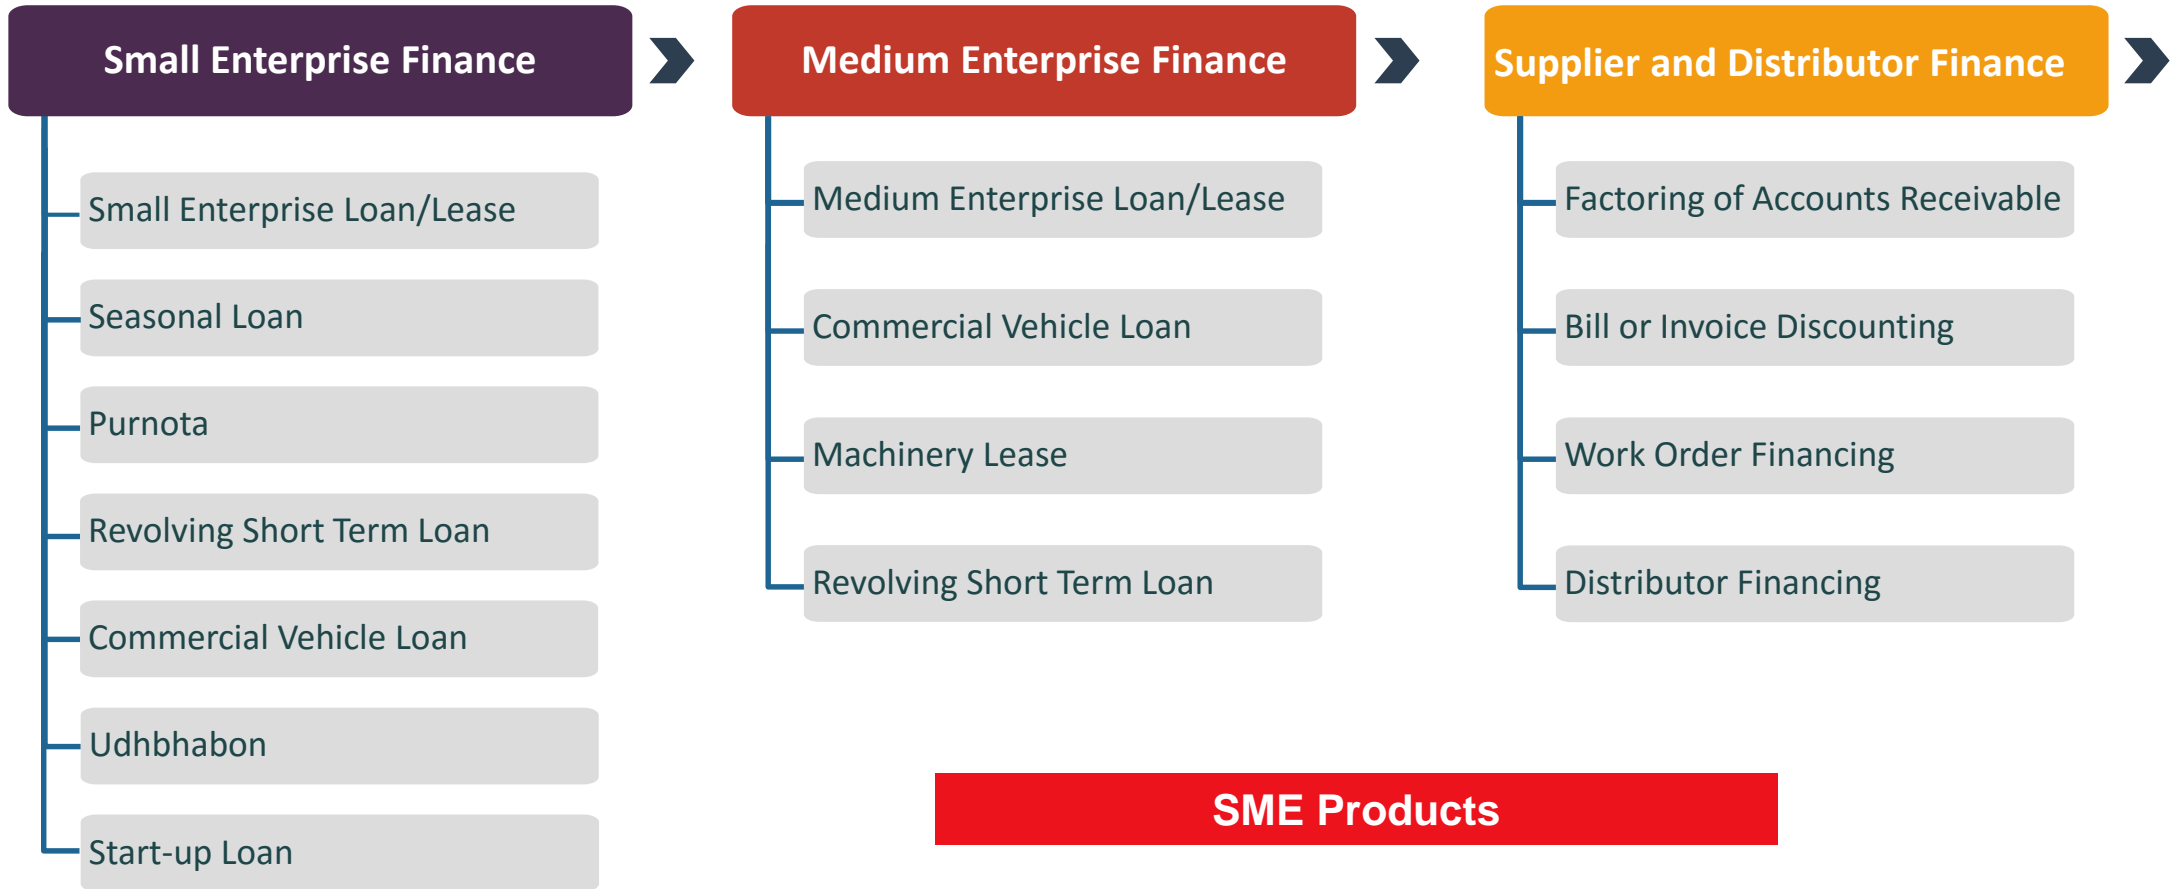 Small Enterprise Finance
Small Enterprise Loan/Lease
Seasonal Loan
Purnota
Revolving Short Term Loan
Commercial Vehicle Loan
Udhbhabon
Start-up Loan
Medium Enterprise Finance
Medium Enterprise Loan/Lease
Commercial Vehicle Loan
Machinery Lease
Revolving Short Term Loan
Supplier and Distributor Finance
Factoring of Accounts Receivable
Bill or Invoice Discounting
Work Order Financing
Distributor Financing
SME Products